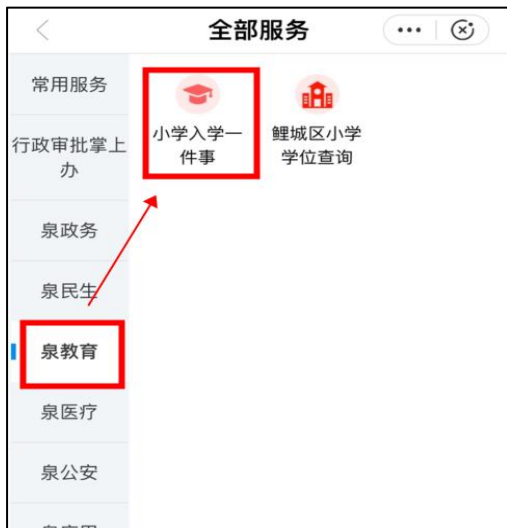 全部服务
常用服务
行政审批掌上
办
泉政务
泉民生
泉教育
泉医疗
泉公安
小学入学一
件事
鲤城区小学
学位查询